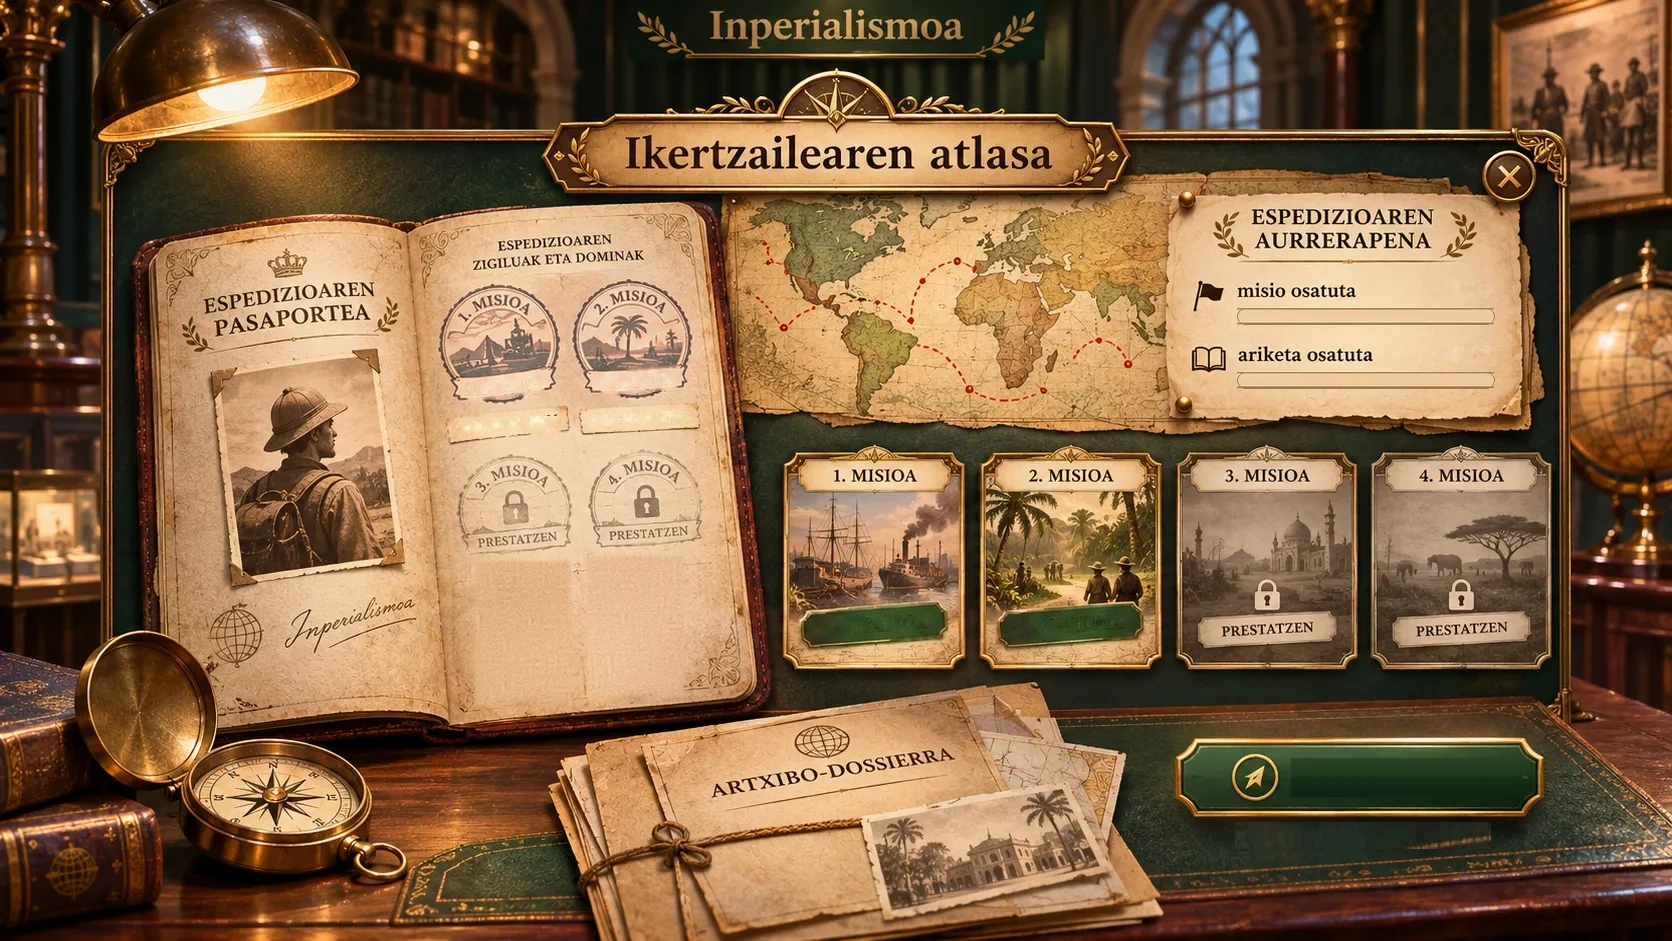 Inperialismoa
Ikertzailearen atlasa
ESPEDIZIOAREN
PASAPORTEA
Inperialismoa
ESPEDIZIOAREN
ZIGILUAK ETA DOMINAK
1. MISIOA
2. MISIOA
3. MISIOA
PRESTATZEN
4. MISIOA
PRESTATZEN
ESPEDIZIOAREN
AURRERAPENA
misio osatuta
ariketa osatuta
1. MISIOA
2. MISIOA
3. MISIOA
PRESTATZEN
4. MISIOA
PRESTATZEN
ARTXIBO-DOSSIERRA